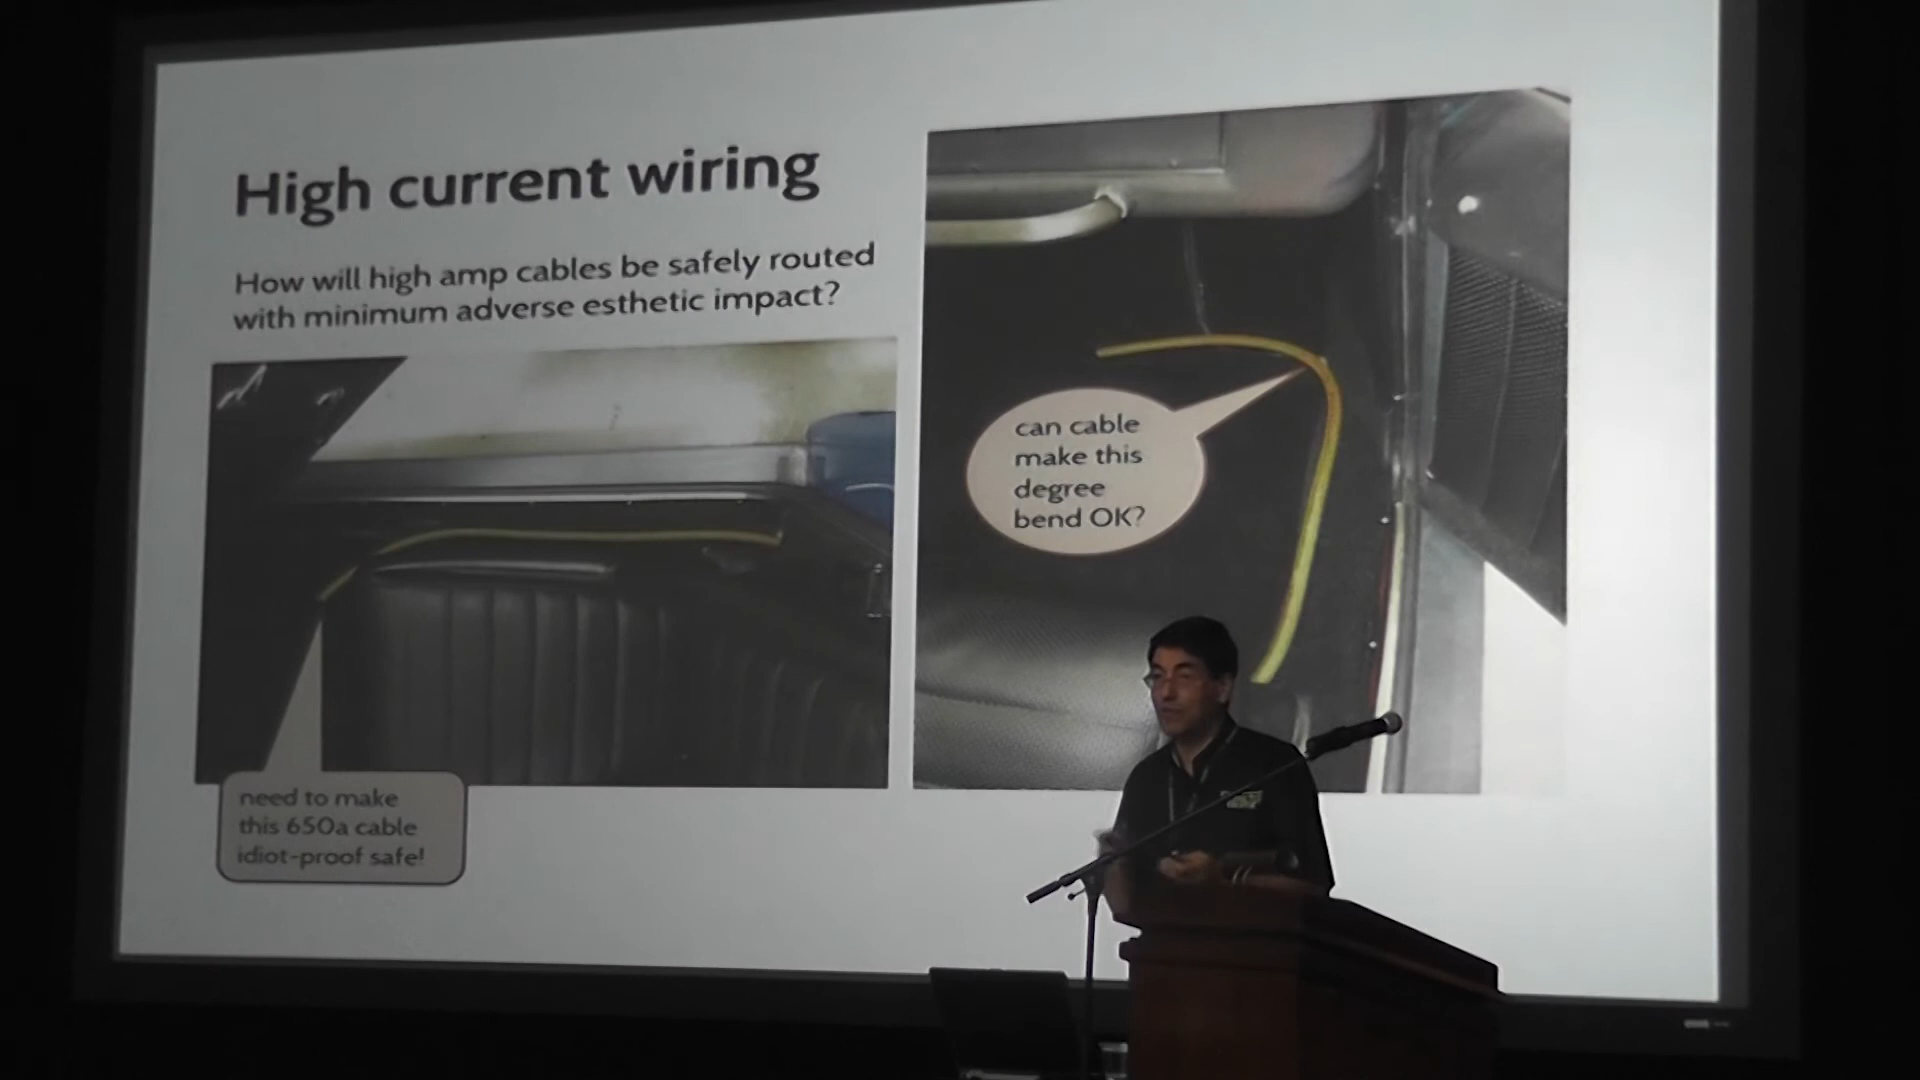 High current wiring
How will high amp cables be safely routed
with minimum adverse esthetic impact?
can cable
make this
degree
bend OK?
need to make
this 650a cable
idiot-proof safe!